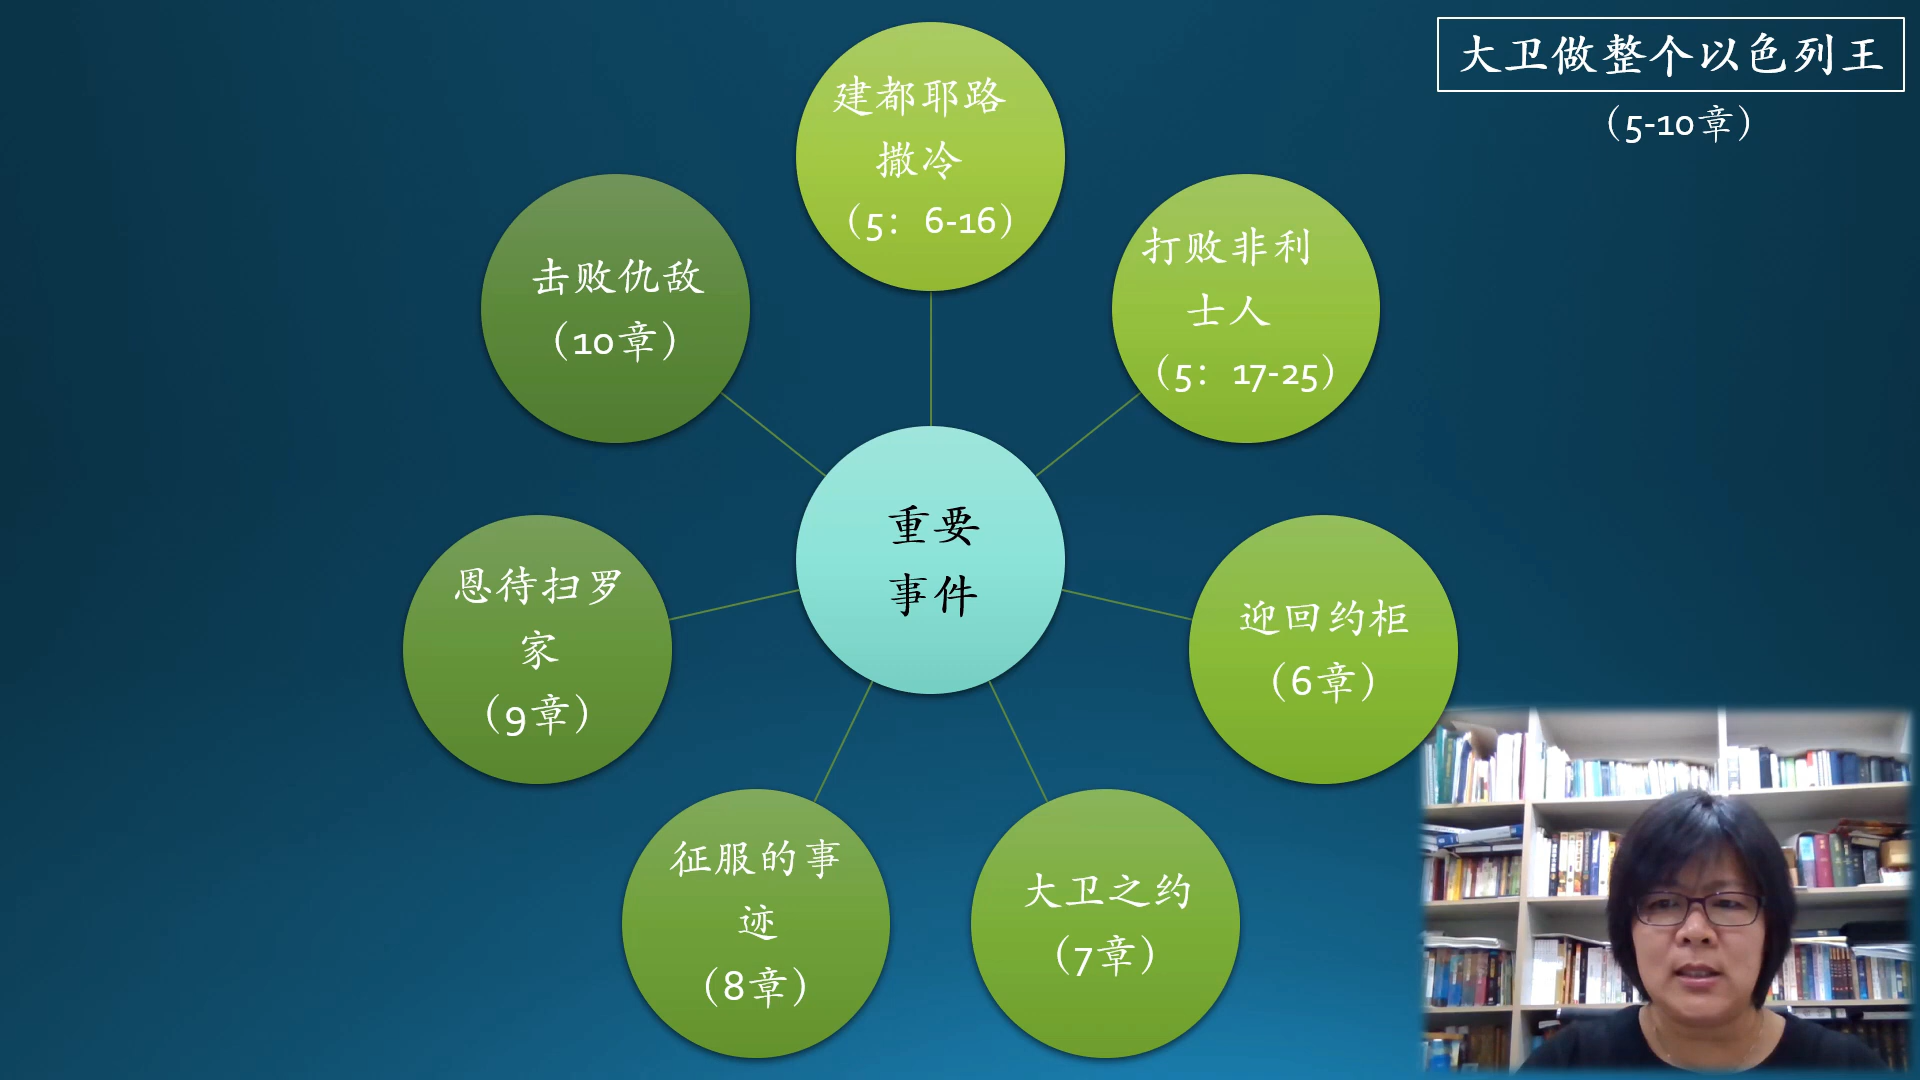 大卫做整个以色列王
（5-10章）
建都耶路
撒冷
（5：6-16）
打败非利
士人
（5：17-25）
迎回约柜
（6章）
大卫之约
（7章）
征服的事
迹
（8章）
恩待扫罗
家
（9章）
击败仇敌
（10章）
重要
事件